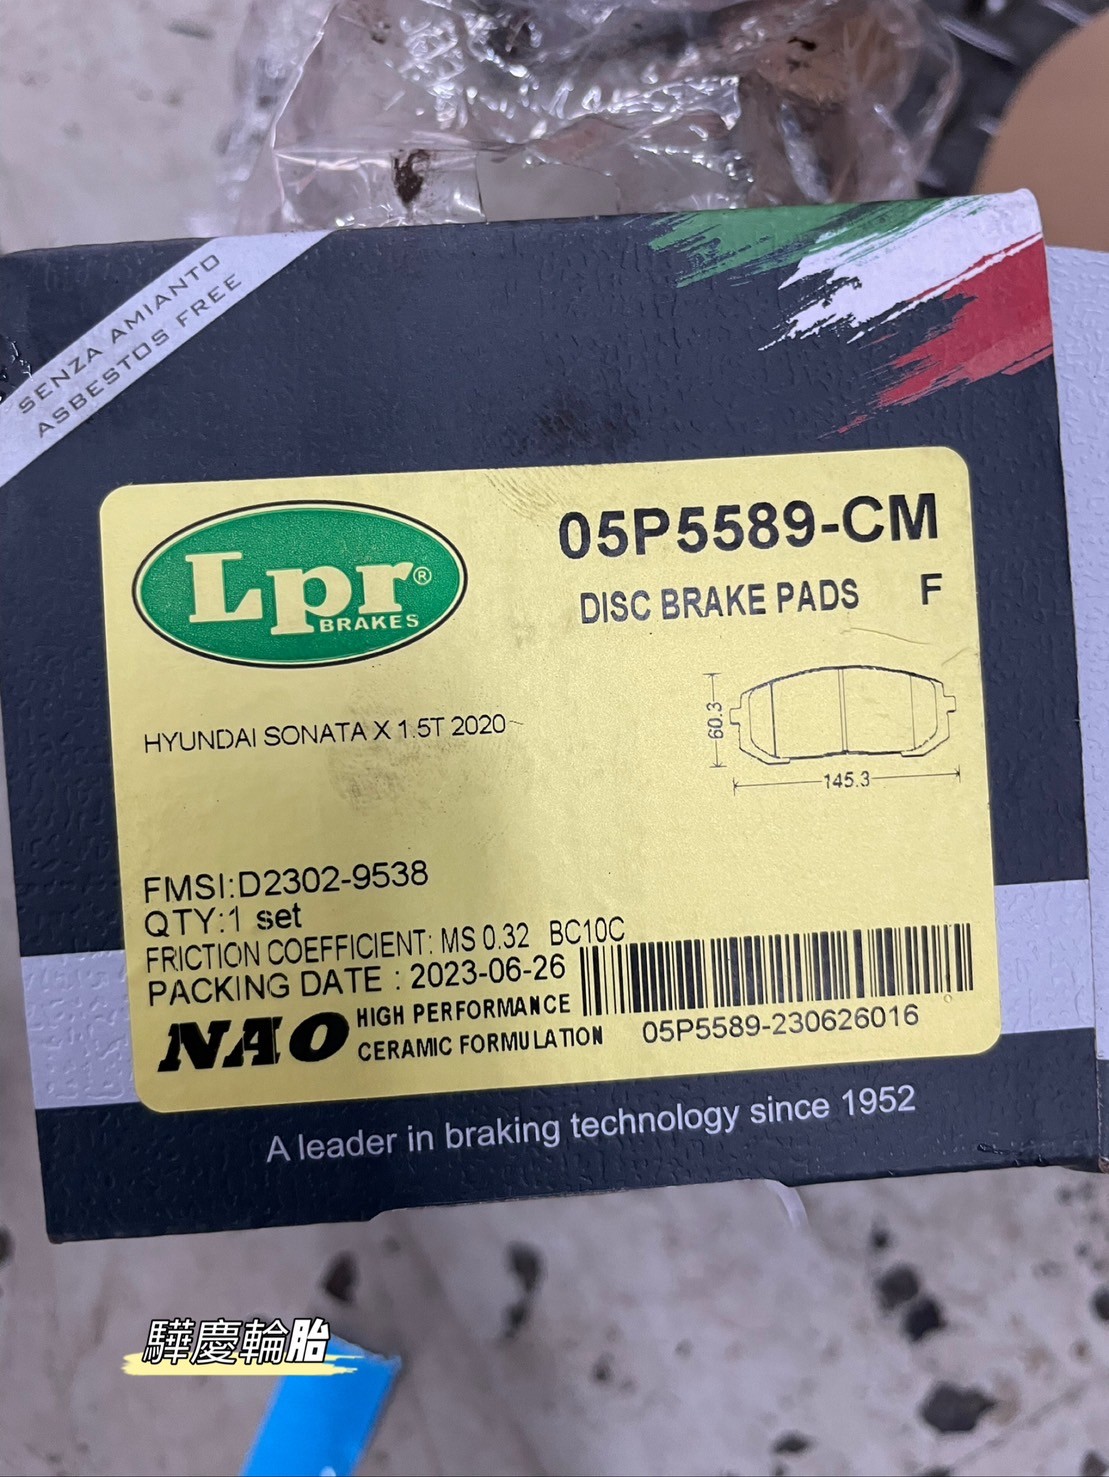 SENZA AMIANTO
ASBESTOS FREE
Lpr®
BRAKES
05P5589-CM
DISC BRAKE PADS F
HYUNDAI SONATA X 1.5T 2020~
60.3
145.3
FMSI:D2302-9538
QTY:1 set
FRICTION COEFFICIENT: MS 0.32 BC10C
PACKING DATE : 2023-06-26
NAO HIGH PERFORMANCE
CERAMIC FORMULATION
05P5589-230626016
A leader in braking technology since 1952
驊慶輪胎